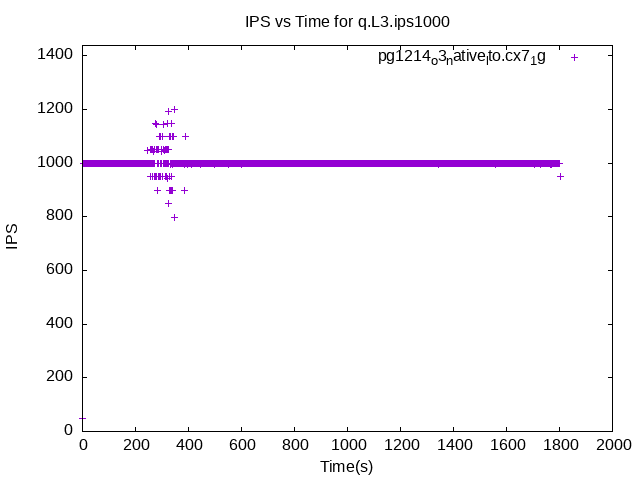 IPS vs Time for q.L3.ips1000
pg1214o3native_lto.cx71g
1400
1200
1000
800
600
400
200
0
IPS
0 200 400 600 800 1000 1200 1400 1600 1800 2000
Time(s)